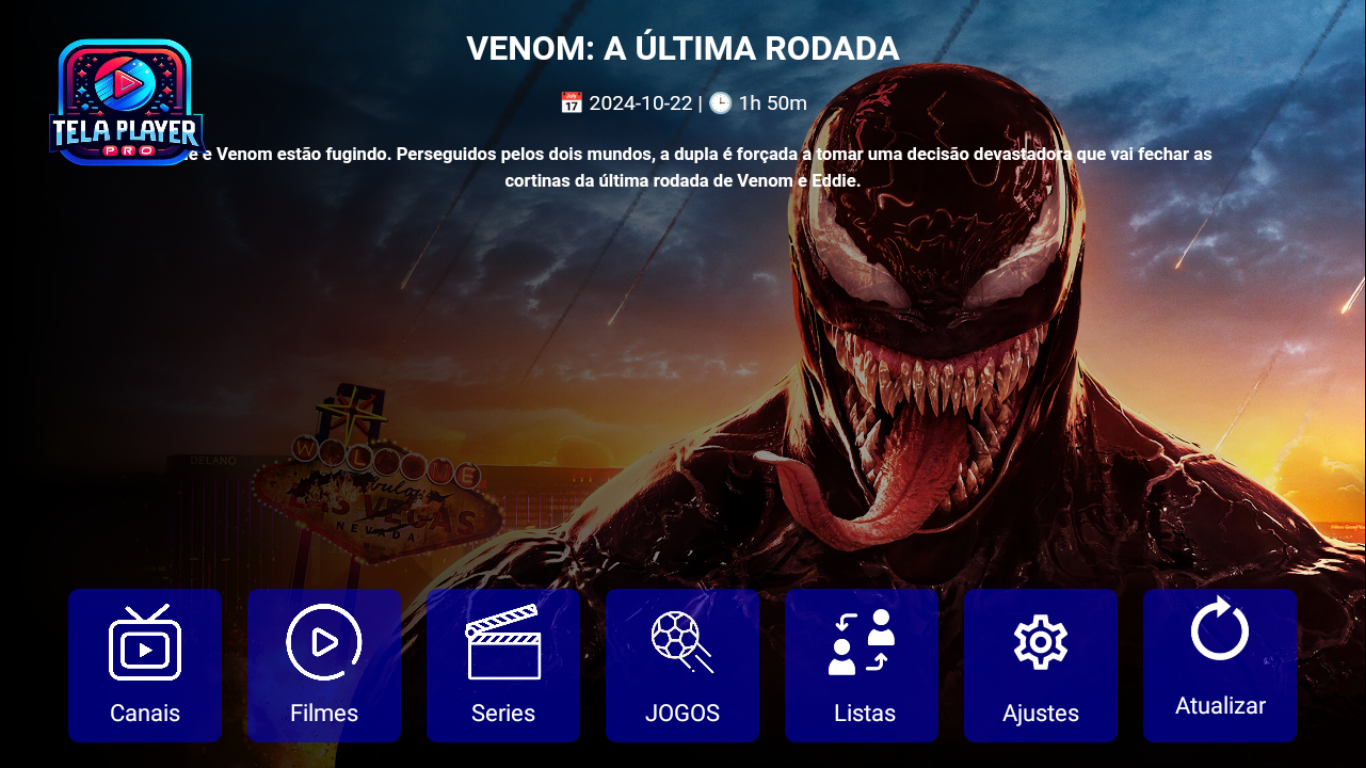 VENOM: A ÚLTIMA RODADA
2024-10-22 | 1h 50m
TELA PLAYER
PRO
e Venom estão fugindo. Perseguidos pelos dois mundos, a dupla é forçada a tomar uma decisão devastadora que vai fechar as
cortinas da última rodada de Venom e Eddie.
DELANO
WELCOME
Fabulous
LAS VEGAS
NEVADA
Canais
Filmes
Series
JOGOS
Listas
Ajustes
Atualizar